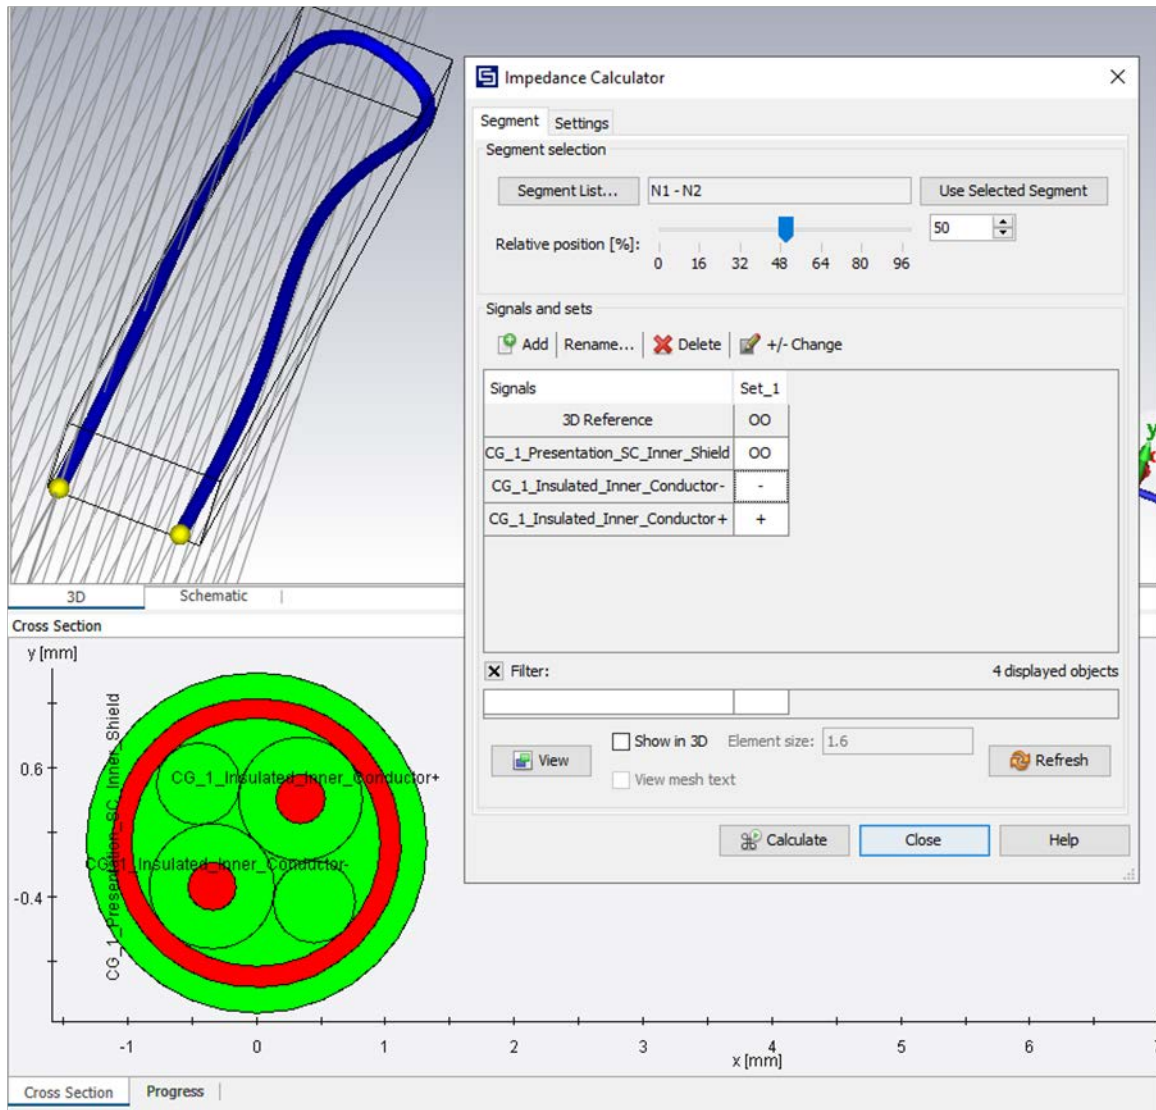 Impedance Calculator
Segment Settings
Segment selection
Segment List... N1 - N2 Use Selected Segment
Relative position [%]: 50
0 16 32 48 64 80 96
Signals and sets
Add Rename... Delete +/- Change
Signals Set_1
3D Reference OO
CG_1_Presentation_SC_Inner_Shield OO
CG_1_Insulated_Inner_Conductor- -
CG_1_Insulated_Inner_Conductor+ +
Filter: 4 displayed objects
Show in 3D Element size: 1.6
View Refresh
View mesh text
Calculate Close Help
y
3D Schematic
Cross Section
y [mm]
CG_1_Presentation_SC_Inner_Shield
0.6
CG_1_Insulated_Inner_Conductor+
CG_1_Insulated_Inner_Conductor-
-0.4
-1 0 1 2 3 4 5 6
x [mm]
Cross Section Progress